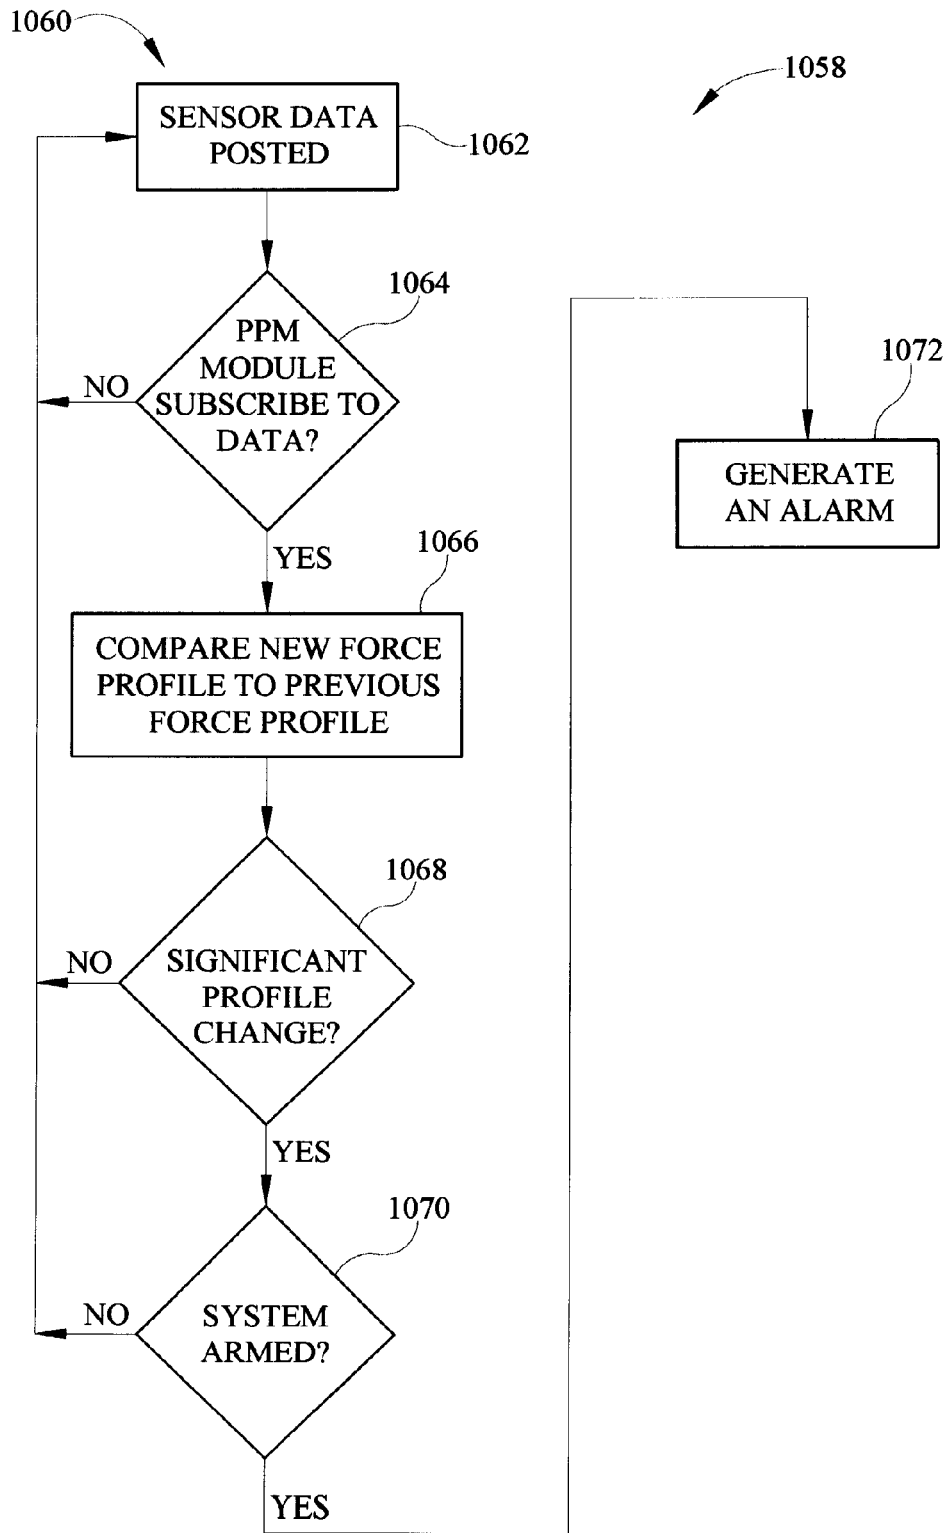 1060
1058
SENSOR DATA
POSTED
1062
1064
PPM
MODULE
SUBSCRIBE TO
DATA?
NO
YES
1066
COMPARE NEW FORCE
PROFILE TO PREVIOUS
FORCE PROFILE
1068
SIGNIFICANT
PROFILE
CHANGE?
NO
YES
1070
SYSTEM
ARMED?
NO
YES
1072
GENERATE
AN ALARM